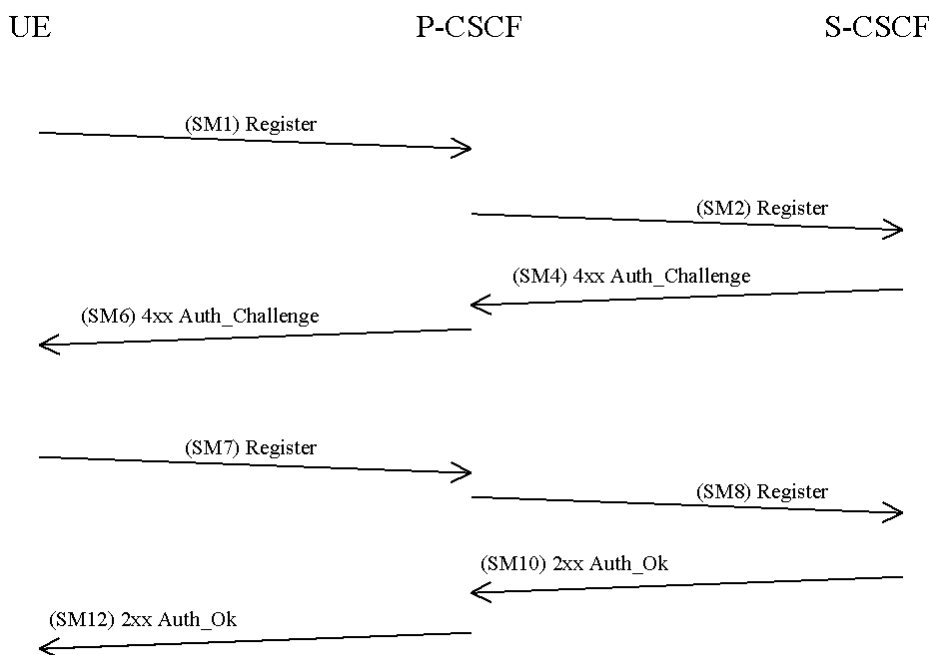 UE P-CSCF S-CSCF
(SM1) Register
(SM2) Register
(SM4) 4xx Auth_Challenge
(SM6) 4xx Auth_Challenge
(SM7) Register
(SM8) Register
(SM10) 2xx Auth_Ok
(SM12) 2xx Auth_Ok